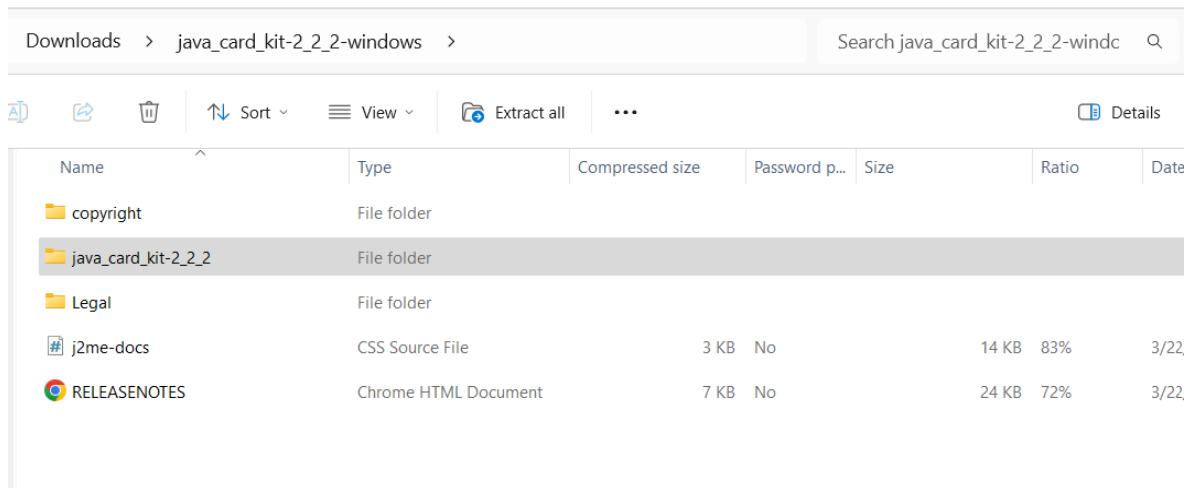 Downloads > java_card_kit-2_2_2-windows >
Search java_card_kit-2_2_2-windc
Sort
View
Extract all
...
Details
Name Type Compressed size Password p... Size Ratio Date
copyright File folder
java_card_kit-2_2_2 File folder
Legal File folder
j2me-docs CSS Source File 3 KB No 14 KB 83% 3/22,
RELEASENOTES Chrome HTML Document 7 KB No 24 KB 72% 3/22,